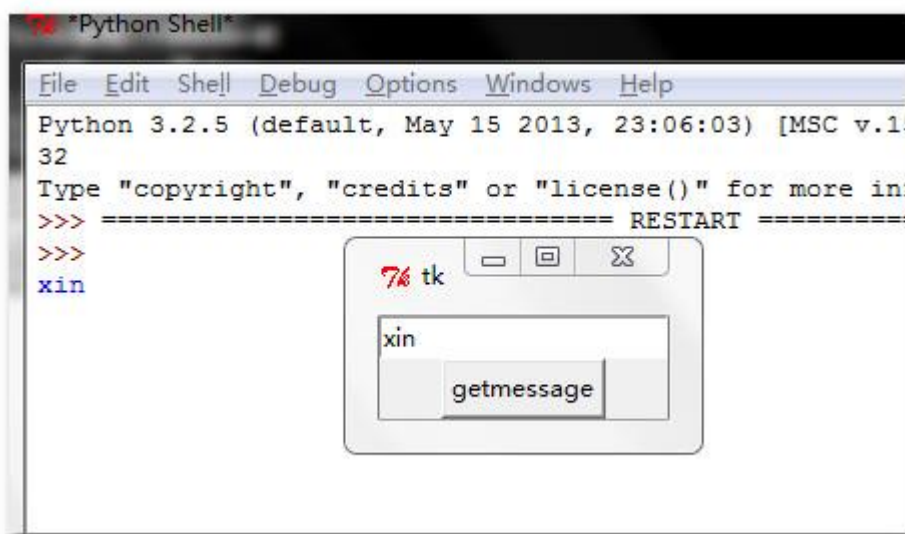 *Python Shell*
File Edit Shell Debug Options Windows Help
Python 3.2.5 (default, May 15 2013, 23:06:03) [MSC v.15
32
Type "copyright", "credits" or "license()" for more in
>>> ================================ RESTART ==========
>>>
xin
tk
xin
getmessage